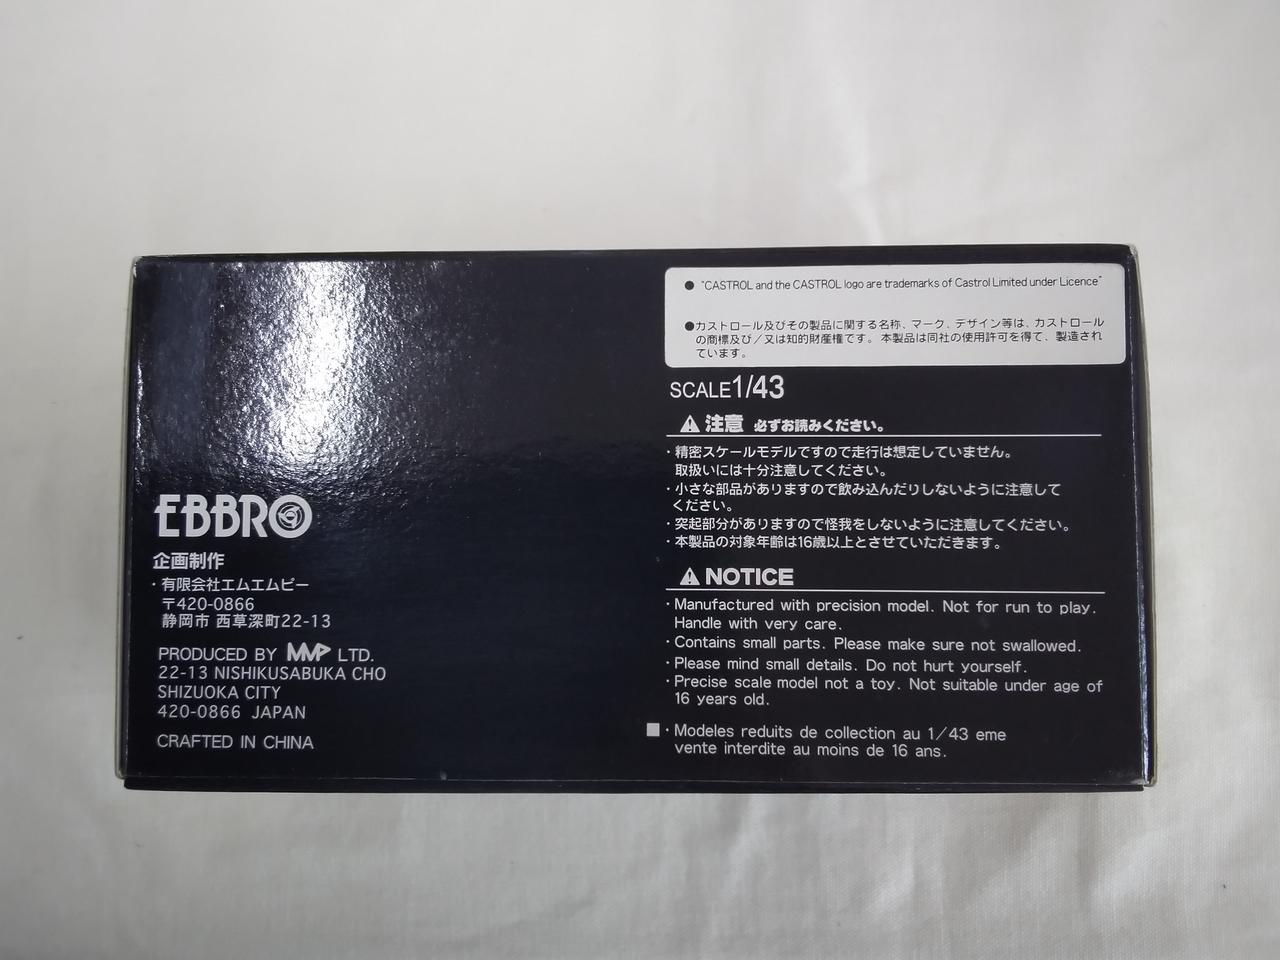 ● "CASTROL and the CASTROL logo are trademarks of Castrol Limited under Licence"
●カストロール及びその製品に関する名称、マーク、デザイン等は、カストロール
の商標及び/又は知的財産権です。本製品は同社の使用許可を得て、製造され
ています。
SCALE1/43
⚠注意 必ずお読みください。
・精密スケールモデルですので走行は想定していません。
取扱いには十分注意してください。
・小さな部品がありますので飲み込んだりしないように注意して
ください。
・突起部分がありますので怪我をしないように注意してください。
・本製品の対象年齢は16歳以上とさせていただきます。
⚠NOTICE
・Manufactured with precision model. Not for run to play.
Handle with very care.
・Contains small parts. Please make sure not swallowed.
・Please mind small details. Do not hurt yourself.
・Precise scale model not a toy. Not suitable under age of
16 years old.
■・Modeles reduits de collection au 1/43 eme
vente interdite au moins de 16 ans.
EBBRO
企画制作
・有限会社エムエムピー
〒420-0866
静岡市 西草深町22-13
PRODUCED BY MMP LTD.
22-13 NISHIKUSABUKA CHO
SHIZUOKA CITY
420-0866 JAPAN
CRAFTED IN CHINA